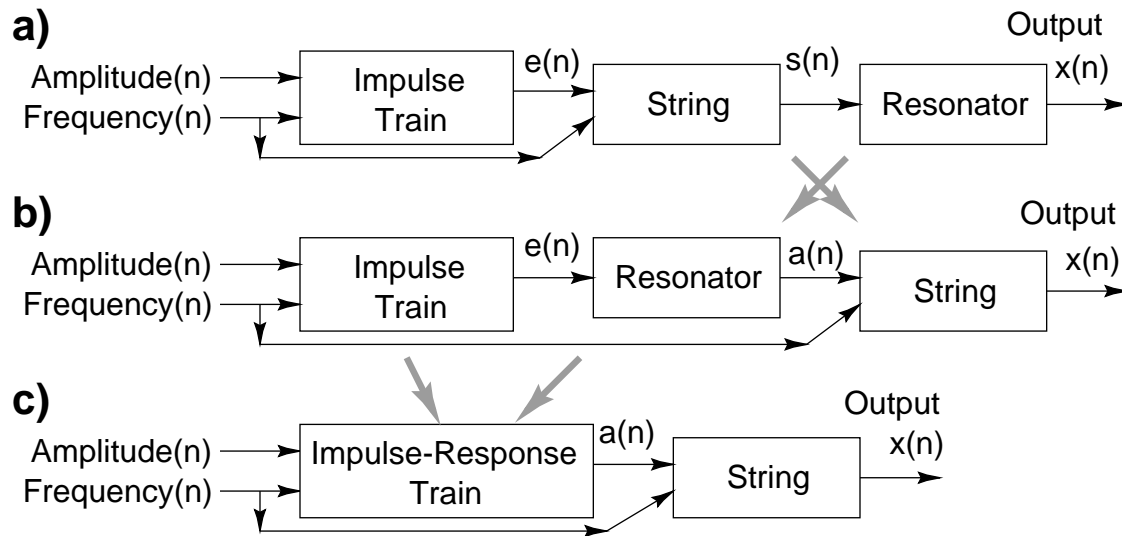 a)
Amplitude(n)
Frequency(n)
Impulse
Train
e(n)
String
s(n)
Resonator
Output
x(n)
b)
Amplitude(n)
Frequency(n)
Impulse
Train
e(n)
Resonator
a(n)
String
Output
x(n)
c)
Amplitude(n)
Frequency(n)
Impulse-Response
Train
a(n)
String
Output
x(n)